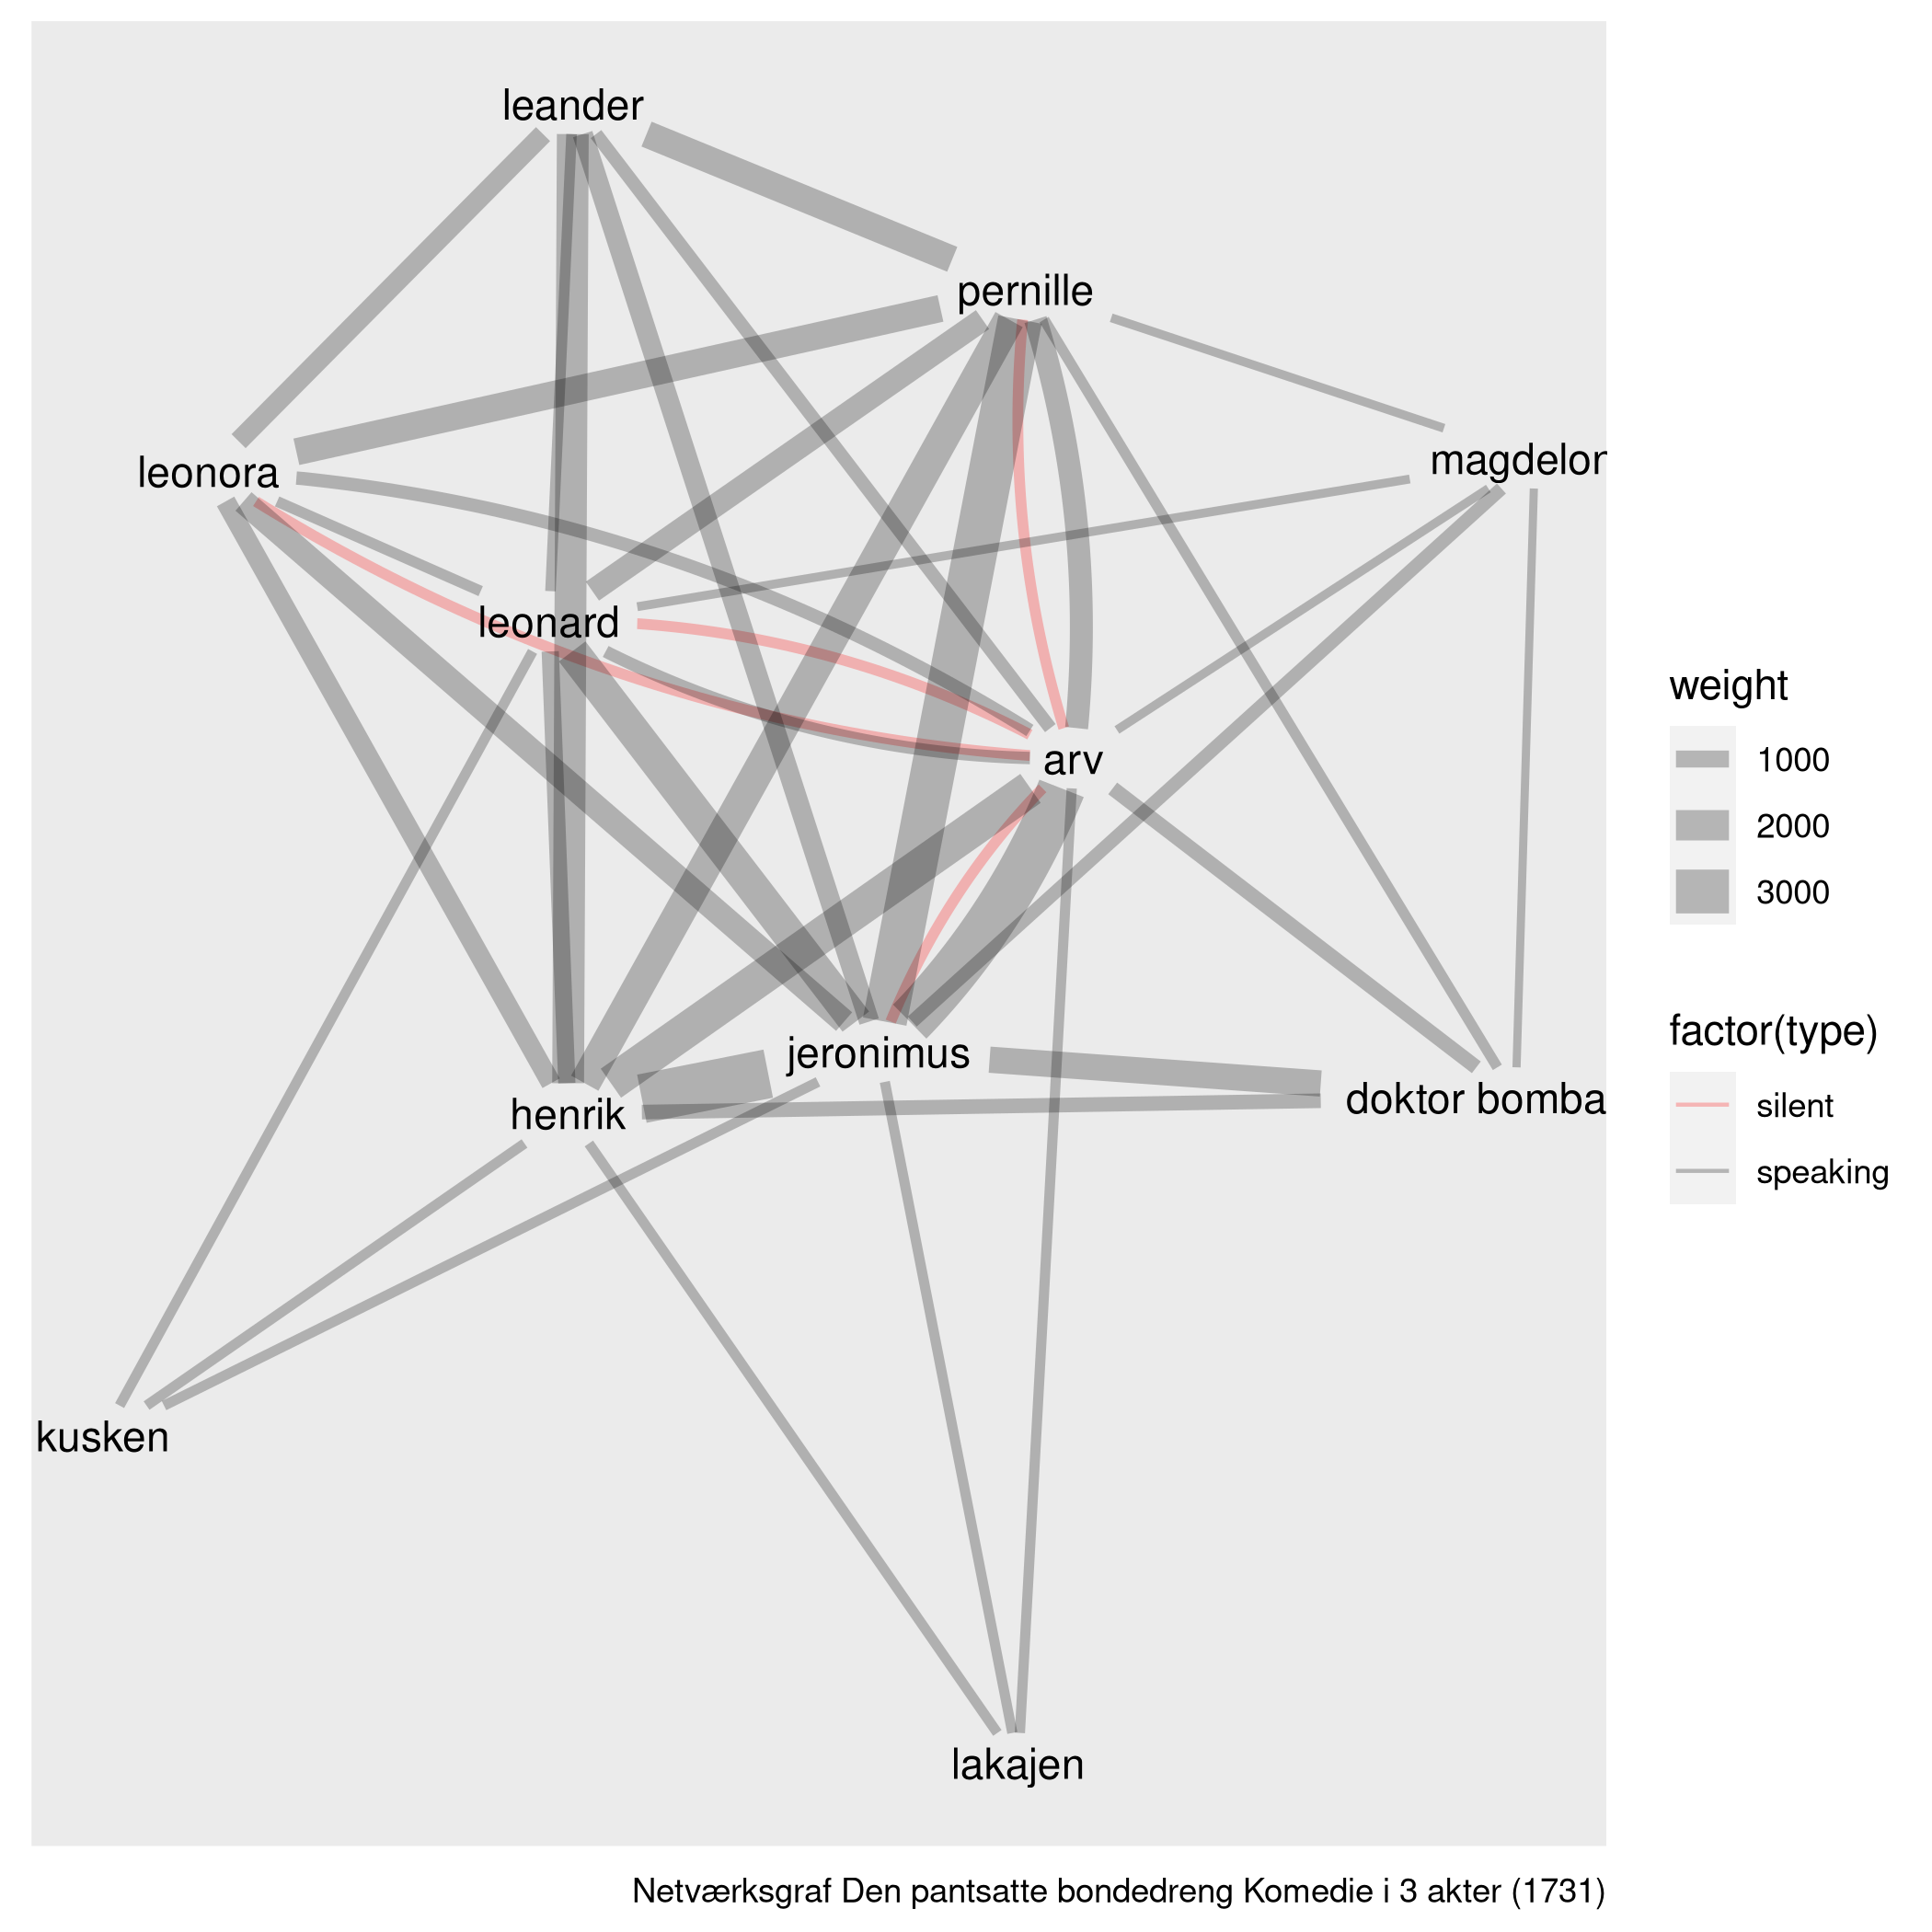 leander
pernille
magdelon
leonora
leonard
arv
jeronimus
doktor bomba
henrik
kusken
lakajen
weight
1000
2000
3000
factor(type)
silent
speaking
Netværksgraf Den pantsatte bondedreng Komedie i 3 akter (1731)